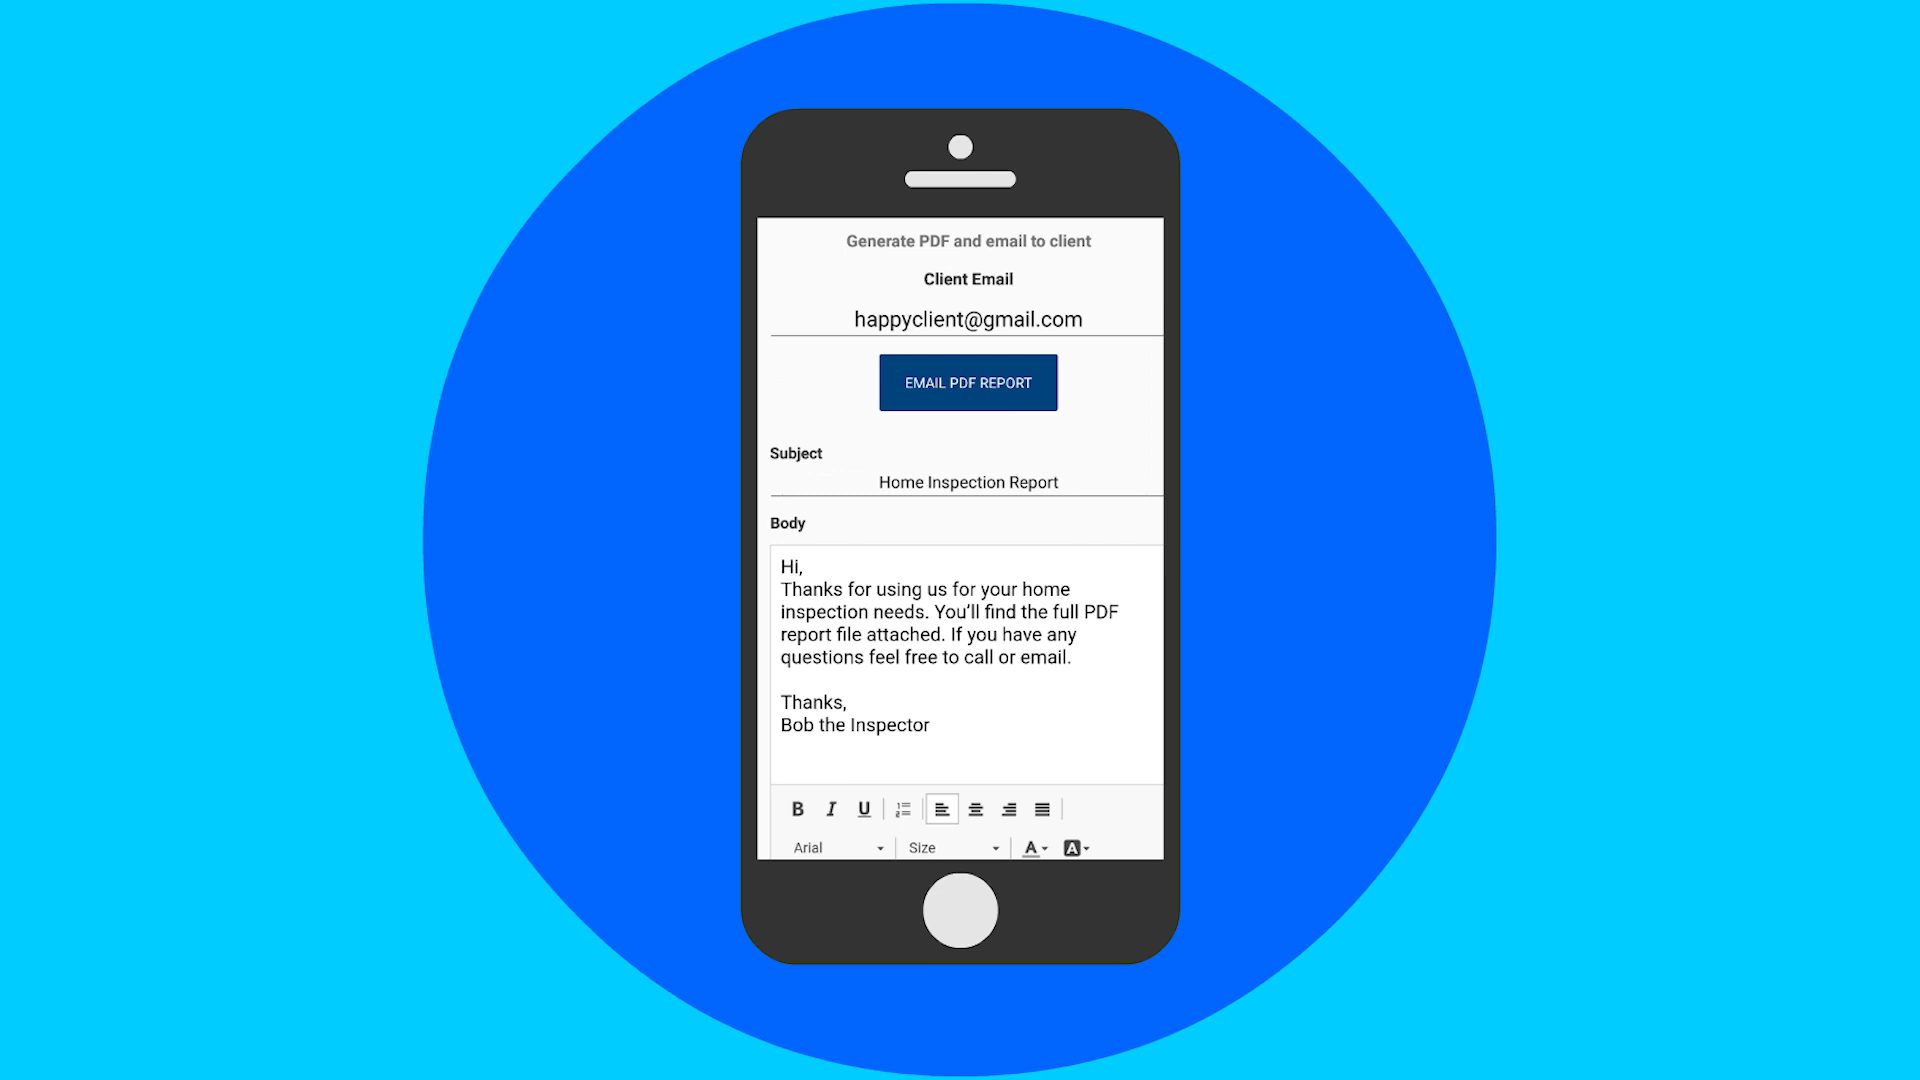 Generate PDF and email to client
Client Email
happyclient@gmail.com
EMAIL PDF REPORT
Subject
Home Inspection Report
Body
Hi,
Thanks for using us for your home
inspection needs. You'll find the full PDF
report file attached. If you have any
questions feel free to call or email.
Thanks,
Bob the Inspector
B I U
Arial Size A A